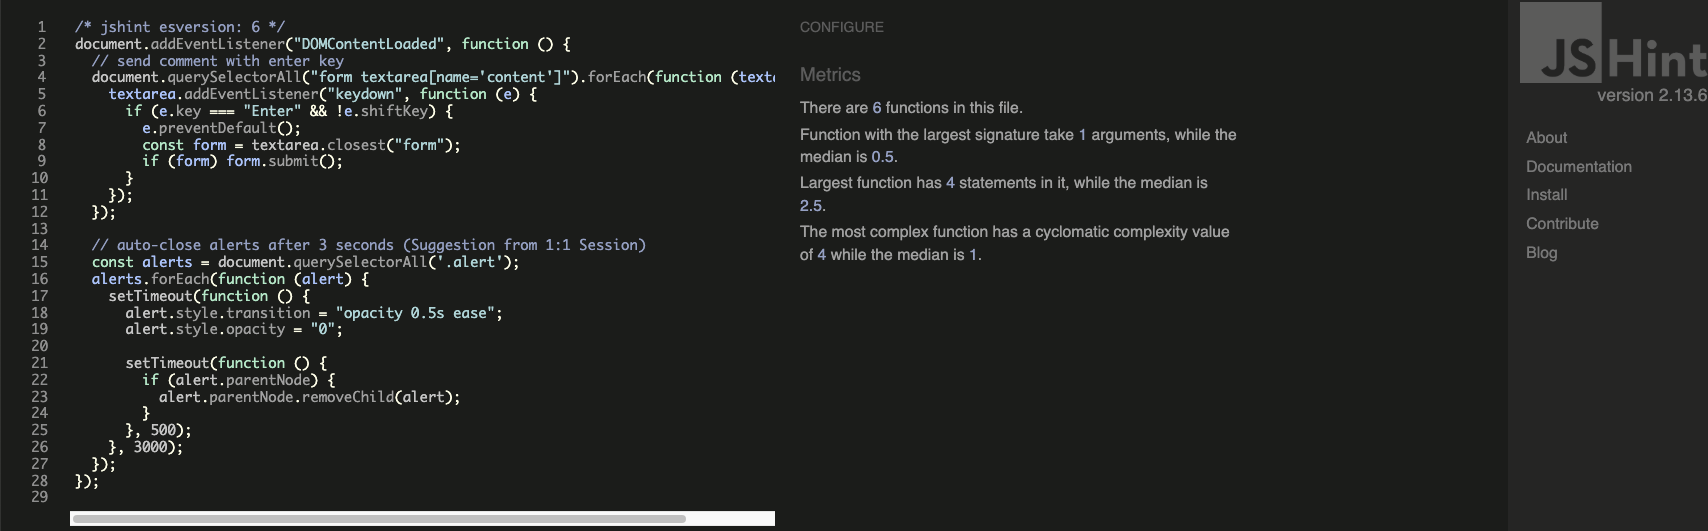 1 /* jshint esversion: 6 */
2 document.addEventListener("DOMContentLoaded", function () {
3 // send comment with enter key
4 document.querySelectorAll("form textarea[name='content']").forEach(function (text
5 textarea.addEventListener("keydown", function (e) {
6 if (e.key === "Enter" && !e.shiftKey) {
7 e.preventDefault();
8 const form = textarea.closest("form");
9 if (form) form.submit();
10 }
11 });
12 });
13
14 // auto-close alerts after 3 seconds (Suggestion from 1:1 Session)
15 const alerts = document.querySelectorAll('.alert');
16 alerts.forEach(function (alert) {
17 setTimeout(function () {
18 alert.style.transition = "opacity 0.5s ease";
19 alert.style.opacity = "0";
20
21 setTimeout(function () {
22 if (alert.parentNode) {
23 alert.parentNode.removeChild(alert);
24 }
25 }, 500);
26 }, 3000);
27 });
28 });
29
CONFIGURE
Metrics
There are 6 functions in this file.
Function with the largest signature take 1 arguments, while the
median is 0.5.
Largest function has 4 statements in it, while the median is
2.5.
The most complex function has a cyclomatic complexity value
of 4 while the median is 1.
JSHint
version 2.13.6
About
Documentation
Install
Contribute
Blog